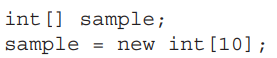 int[] sample;
sample = new int[10];